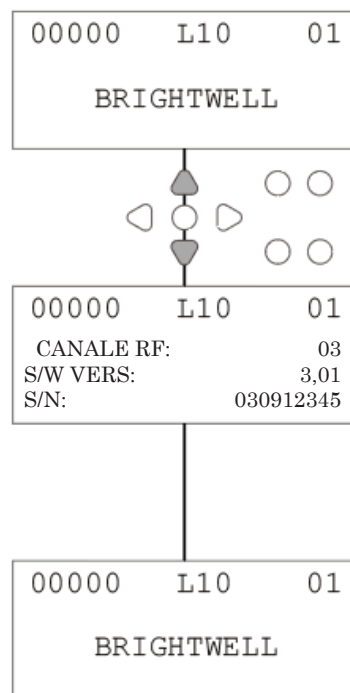 00000 L10 01
BRIGHTWELL
00000 L10 01
CANALE RF: 03
S/W VERS: 3,01
S/N: 030912345
00000 L10 01
BRIGHTWELL